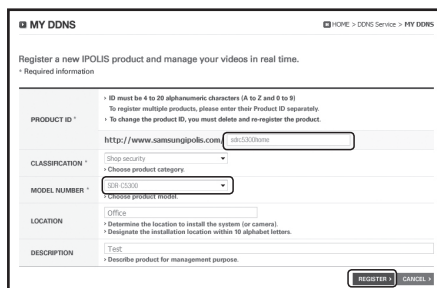 MY DDNS
HOME > DDNS Service > MY DDNS
Register a new IPOLIS product and manage your videos in real time.
* Required information
PRODUCT ID *
› ID must be 4 to 20 alphanumeric characters (A to Z and 0 to 9)
To register multiple products, please enter their Product ID separately.
› To change the product ID, you must delete and re-register the product.
http://www.samsungipolis.com/ sdrc5300home
CLASSIFICATION *
Shop security
› Choose product category.
MODEL NUMBER *
SDR-C5300
› Choose product model.
LOCATION
Office
› Determine the location to install the system (or camera).
› Designate the installation location within 10 alphabet letters.
DESCRIPTION
Test
› Describe product for management purpose.
REGISTER › CANCEL ›